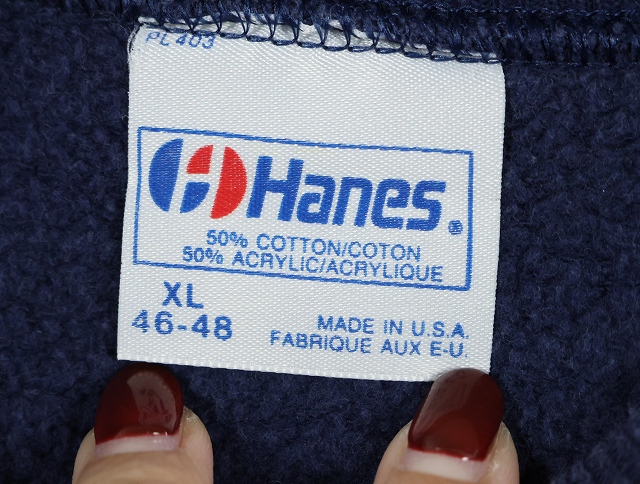 PL403
Hanes®
50% COTTON/COTON
50% ACRYLIC/ACRYLIQUE
XL
46-48
MADE IN U.S.A.
FABRIQUE AUX E-U.